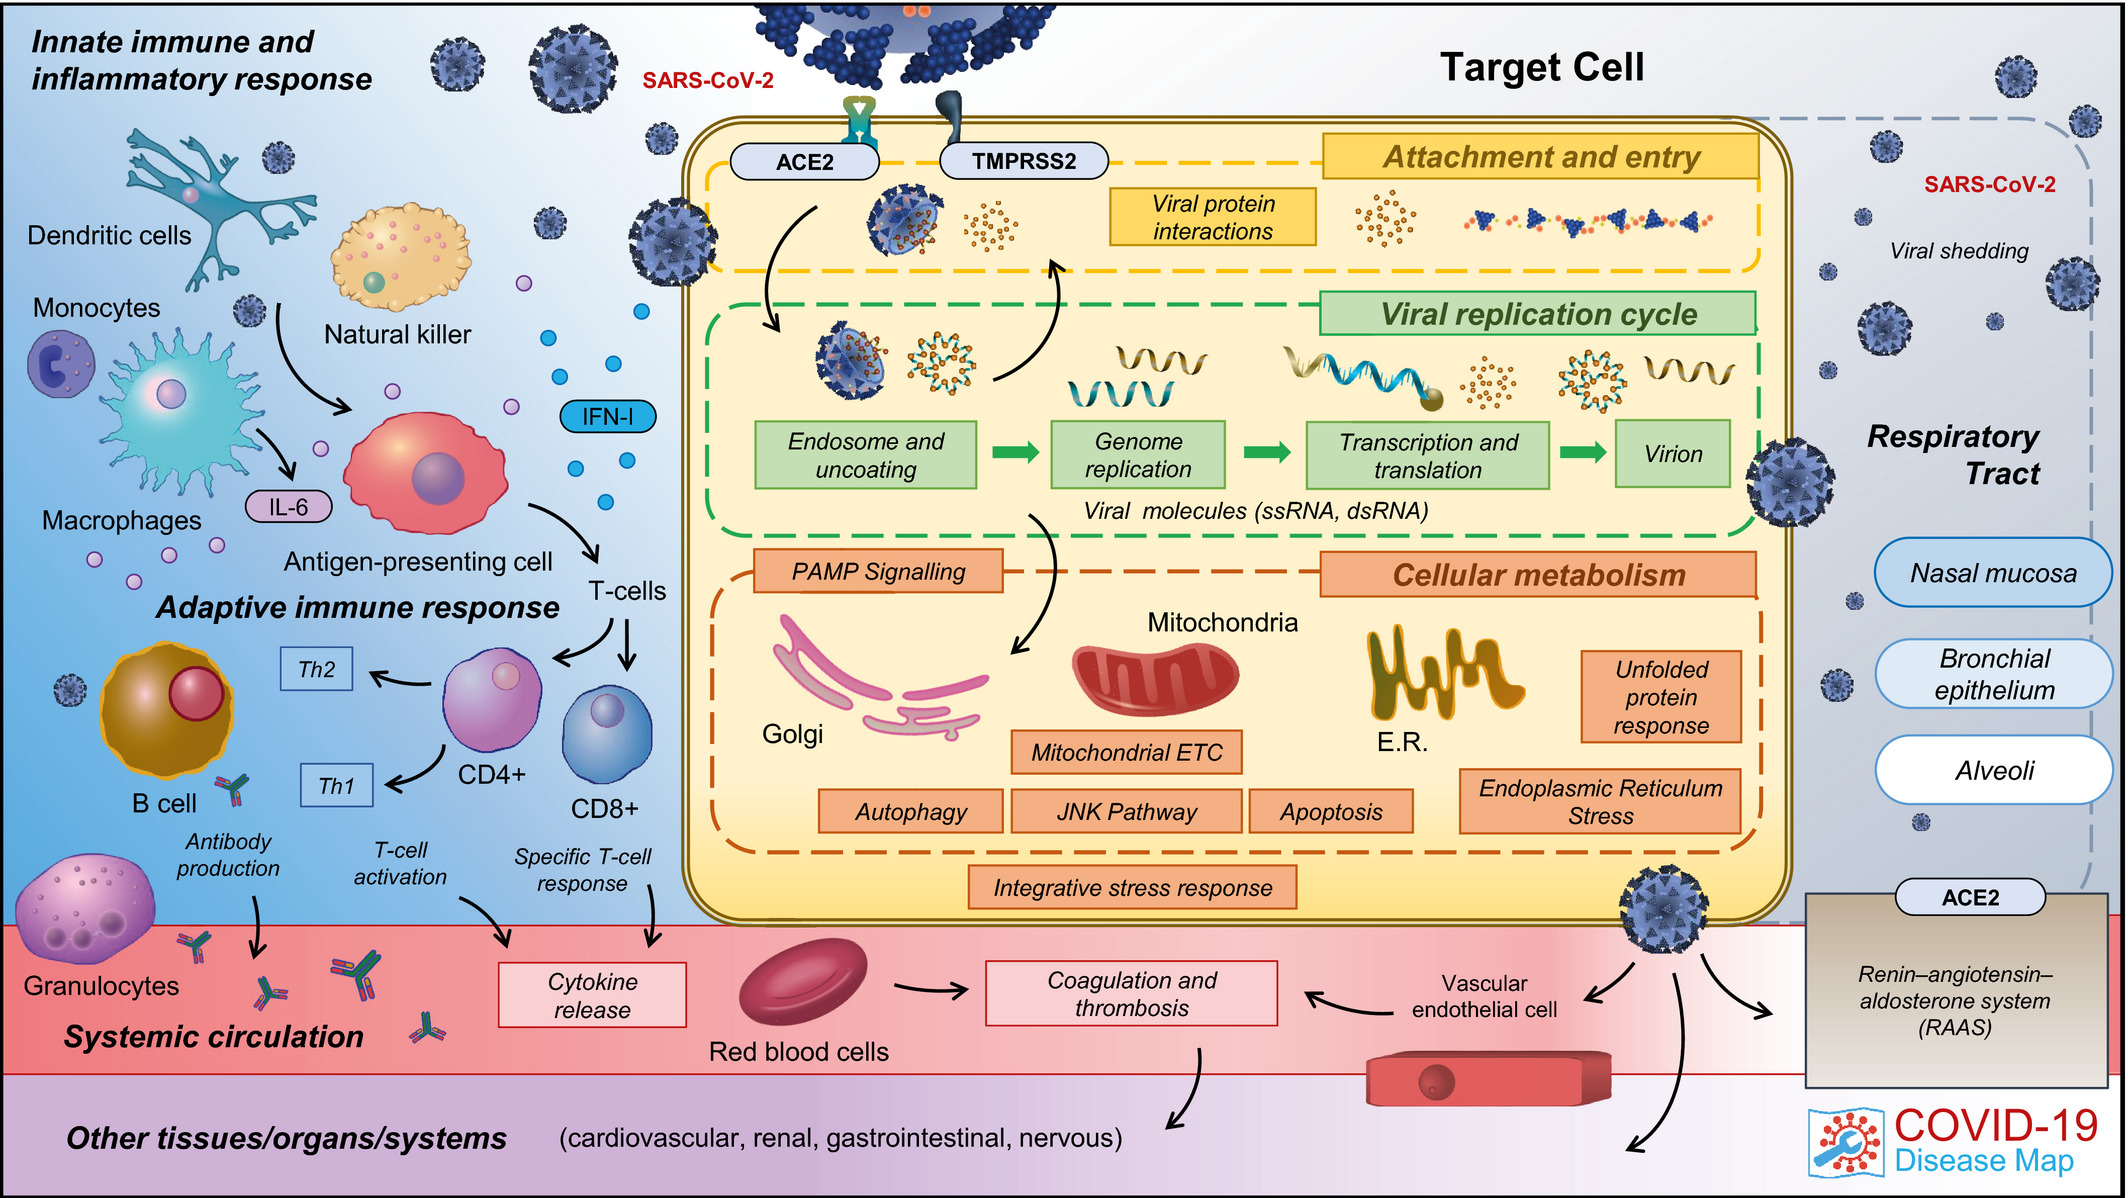 Innate immune and
inflammatory response
SARS-CoV-2
Target Cell
Dendritic cells
Natural killer
Monocytes
Macrophages
IL-6
IFN-I
Antigen-presenting cell
T-cells
Adaptive immune response
Th2
Th1
CD4+
CD8+
B cell
Antibody
production
T-cell
activation
Specific T-cell
response
ACE2
TMPRSS2
Attachment and entry
Viral protein
interactions
Viral replication cycle
Endosome and
uncoating
Genome
replication
Transcription and
translation
Virion
Viral molecules (ssRNA, dsRNA)
PAMP Signalling
Cellular metabolism
Golgi
Mitochondria
E.R.
Unfolded
protein
response
Mitochondrial ETC
Autophagy
JNK Pathway
Apoptosis
Endoplasmic Reticulum
Stress
Integrative stress response
SARS-CoV-2
Viral shedding
Respiratory
Tract
Nasal mucosa
Bronchial
epithelium
Alveoli
ACE2
Renin–angiotensin–
aldosterone system
(RAAS)
Granulocytes
Systemic circulation
Cytokine
release
Red blood cells
Coagulation and
thrombosis
Vascular
endothelial cell
Other tissues/organs/systems
(cardiovascular, renal, gastrointestinal, nervous)
COVID-19
Disease Map